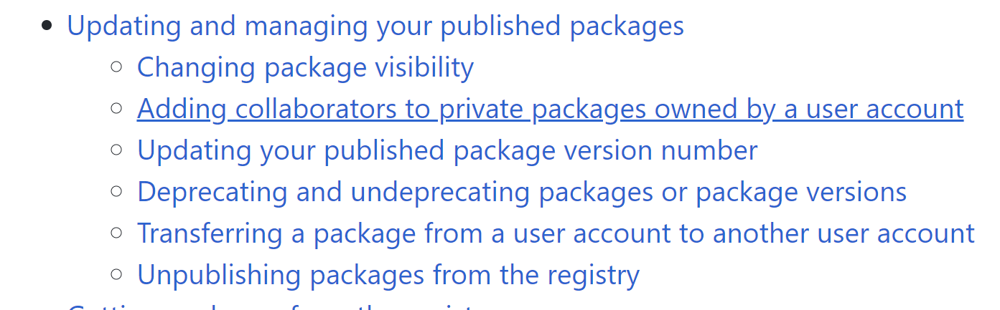 Updating and managing your published packages
Changing package visibility
Adding collaborators to private packages owned by a user account
Updating your published package version number
Deprecating and undeprecating packages or package versions
Transferring a package from a user account to another user account
Unpublishing packages from the registry